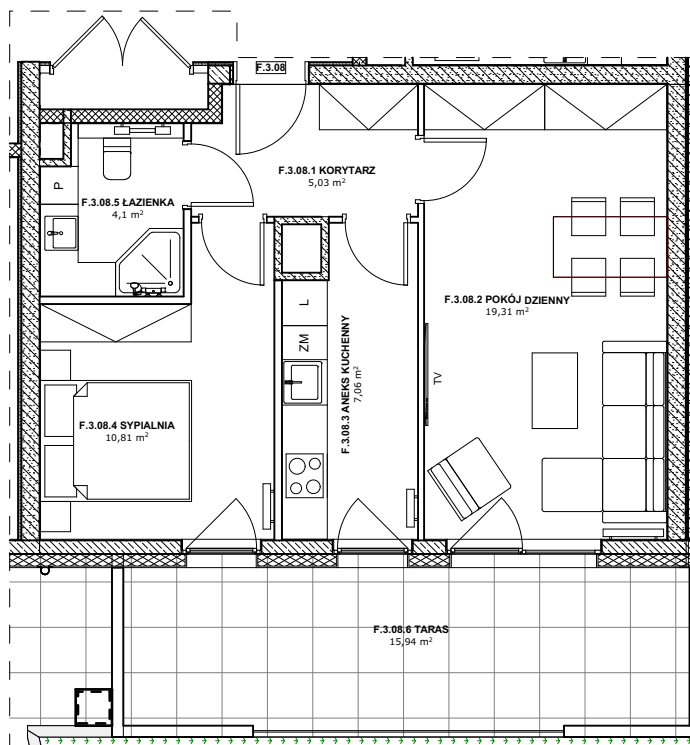 F.3.08
F.3.08.1 KORYTARZ
5,03 m²
P
F.3.08.5 ŁAZIENKA
4,1 m²
F.3.08.2 POKÓJ DZIENNY
19,31 m²
L
ZM
F.3.08.3 ANEKS KUCHENNY
7,06 m²
TV
F.3.08.4 SYPIALNIA
10,81 m²
F.3.08.6 TARAS
15,94 m²